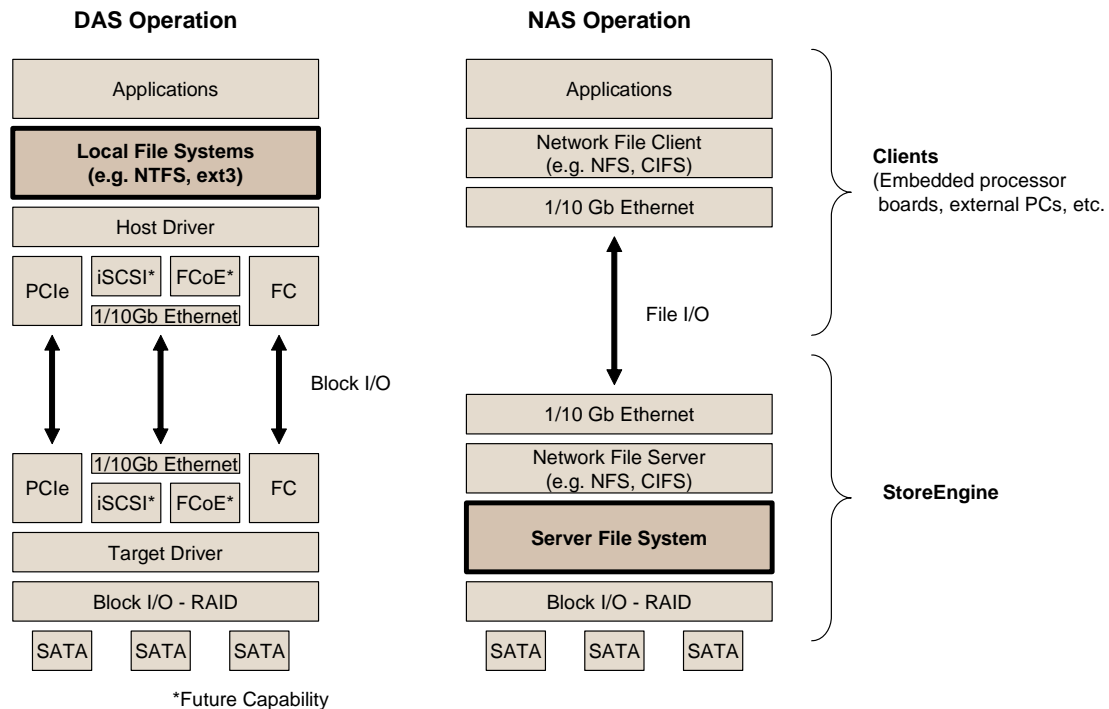 DAS Operation
Applications
Local File Systems
(e.g. NTFS, ext3)
Host Driver
PCIe
iSCSI*
FCoE*
1/10Gb Ethernet
FC
Block I/O
PCIe
1/10Gb Ethernet
iSCSI*
FCoE*
FC
Target Driver
Block I/O - RAID
SATA
SATA
SATA
*Future Capability
NAS Operation
Applications
Network File Client
(e.g. NFS, CIFS)
1/10 Gb Ethernet
File I/O
1/10 Gb Ethernet
Network File Server
(e.g. NFS, CIFS)
Server File System
Block I/O - RAID
SATA
SATA
SATA
Clients
(Embedded processor
boards, external PCs, etc.
StoreEngine